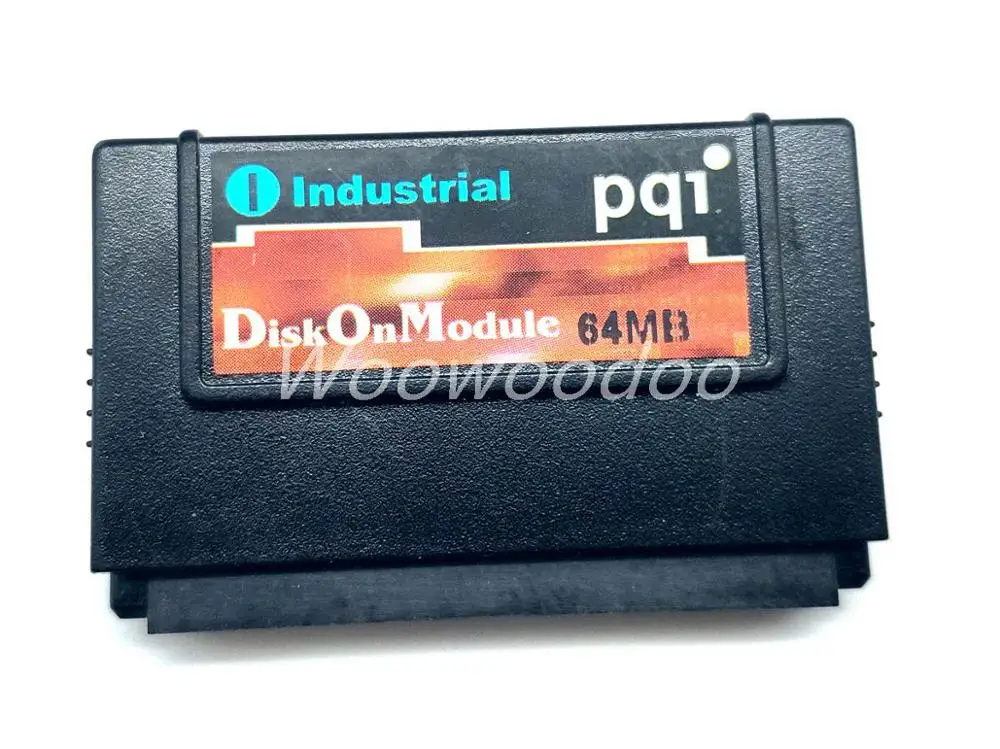 I Industrial
pqi
DiskOnModule 64MB
Woowoodoo